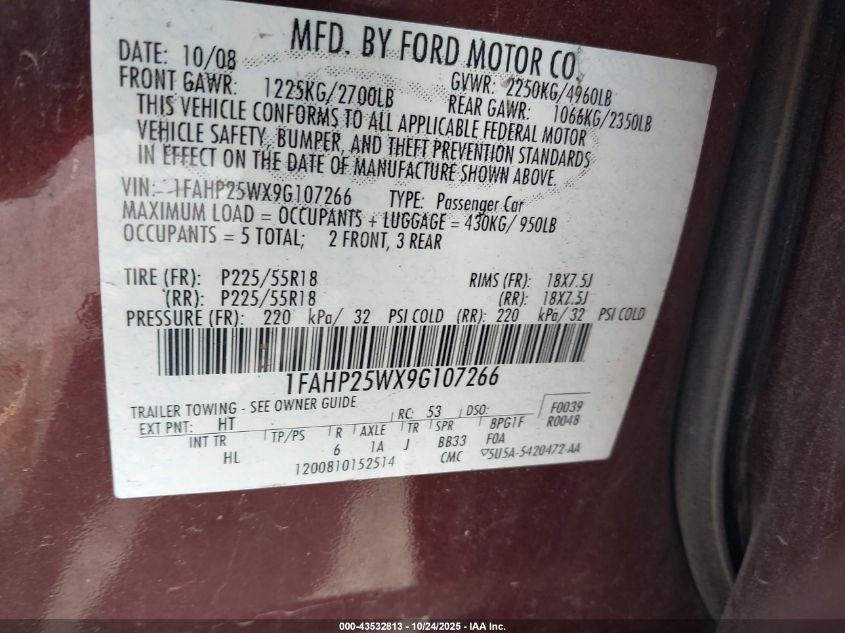 MFD. BY FORD MOTOR CO.
DATE: 10/08 GVWR: 2250KG/4960LB
FRONT GAWR: 1225KG/2700LB REAR GAWR: 1066KG/2350LB
THIS VEHICLE CONFORMS TO ALL APPLICABLE FEDERAL MOTOR
VEHICLE SAFETY, BUMPER, AND THEFT PREVENTION STANDARDS
IN EFFECT ON THE DATE OF MANUFACTURE SHOWN ABOVE.
VIN: 1FAHP25WX9G107266 TYPE: Passenger Car
MAXIMUM LOAD = OCCUPANTS + LUGGAGE = 430KG/ 950LB
OCCUPANTS = 5 TOTAL; 2 FRONT, 3 REAR
TIRE (FR): P225/55R18 RIMS (FR): 18X7.5J
(RR): P225/55R18 (RR): 18X7.5J
PRESSURE (FR): 220 kPa/ 32 PSI COLD (RR): 220 kPa/ 32 PSI COLD
1FAHP25WX9G107266
TRAILER TOWING - SEE OWNER GUIDE
EXT PNT: HT RC: 53 DSO: F0039
R0048
INT TR TP/PS R AXLE TR SPR BPG1F
HL 6 1A J BB33 FOA
1200810152514 CMC 5U5A-5420472-AA
000-43532813 - 10/24/2025 - IAA Inc.